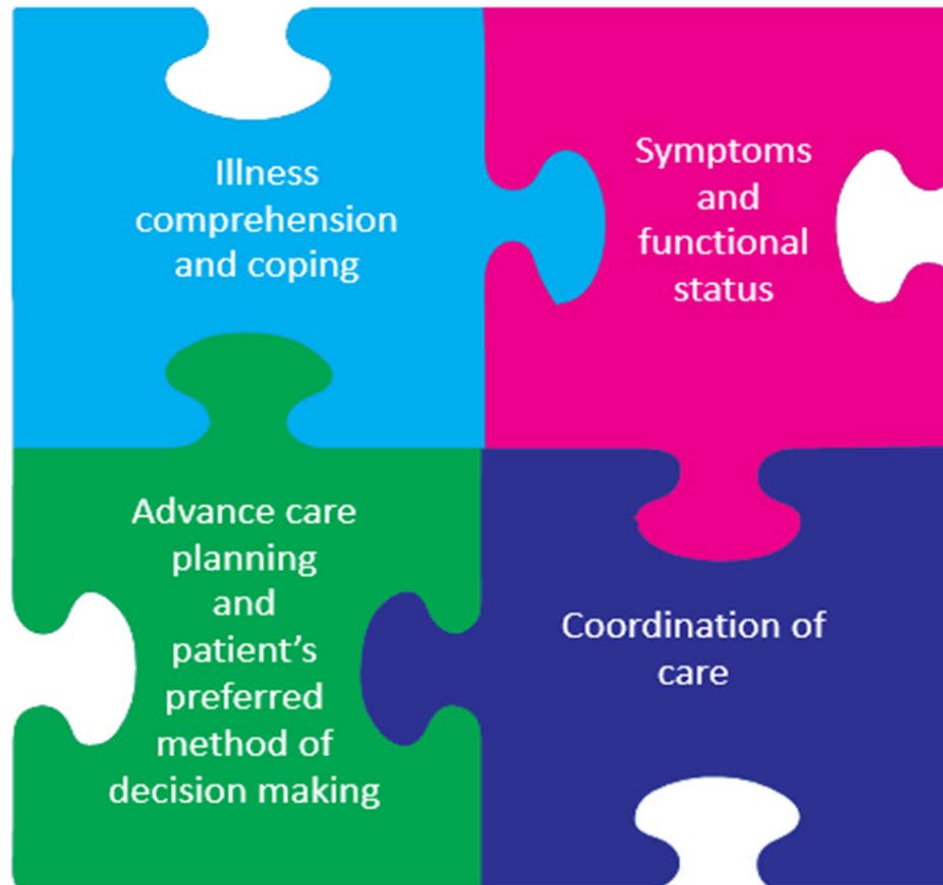 Illness
comprehension
and coping
Symptoms
and
functional
status
Advance care
planning
and
patient’s
preferred
method of
decision making
Coordination of
care